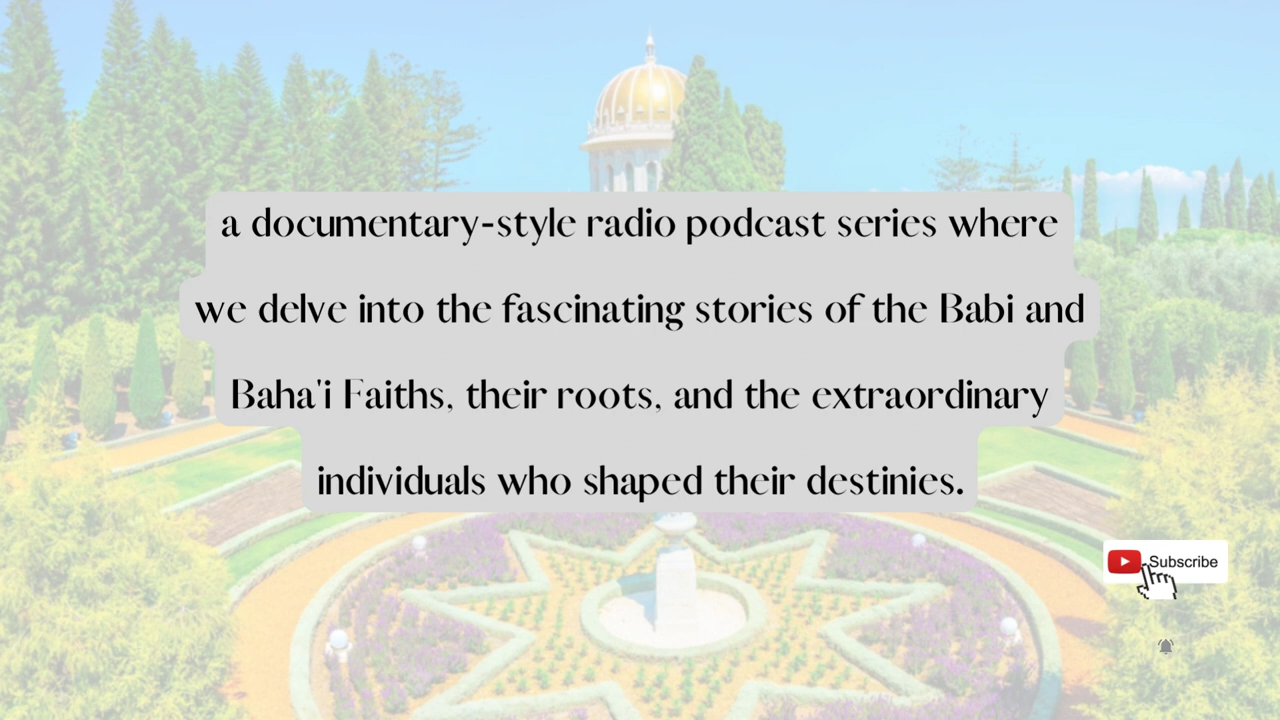 a documentary-style radio podcast series where
we delve into the fascinating stories of the Babi and
Baha'i Faiths, their roots, and the extraordinary
individuals who shaped their destinies.
Subscribe